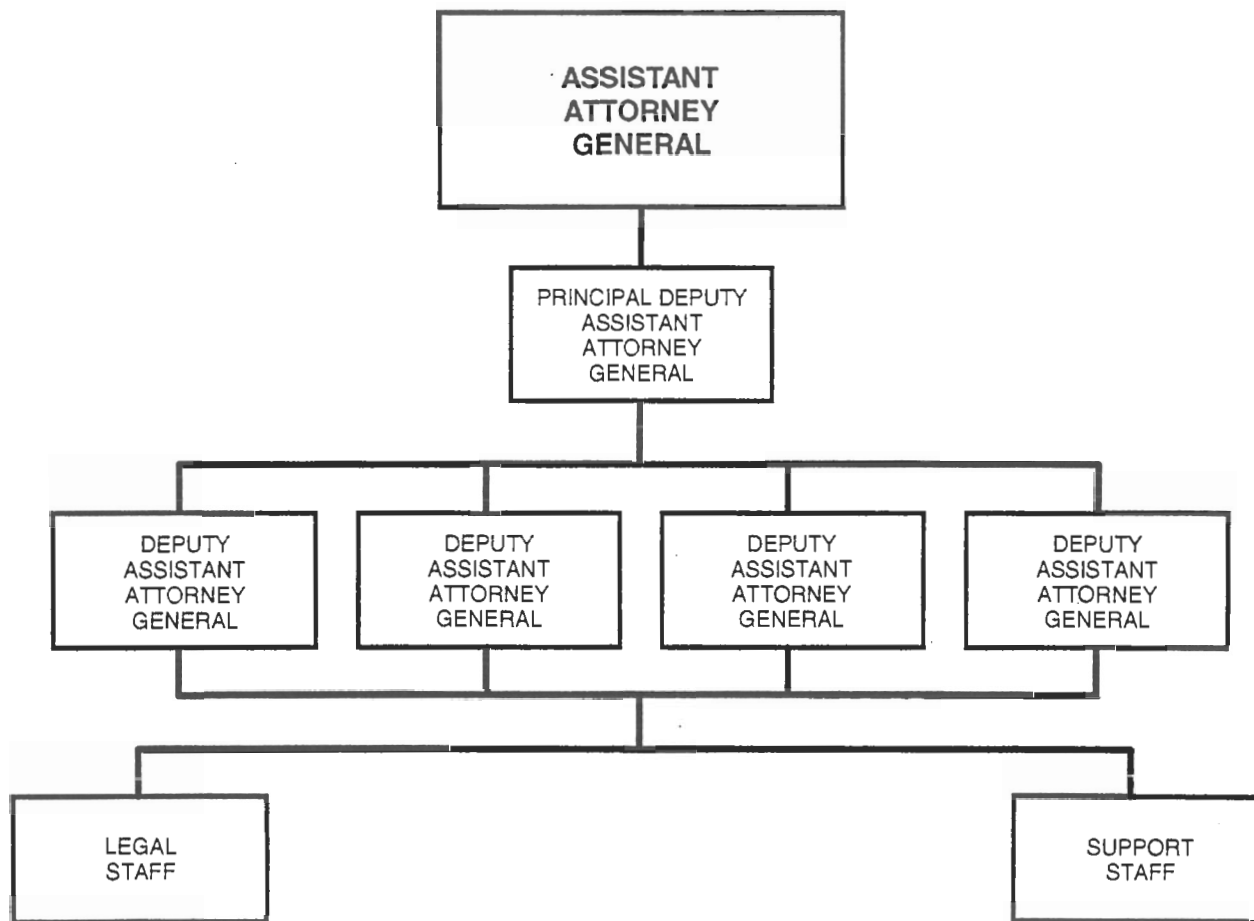 ASSISTANT
ATTORNEY
GENERAL
PRINCIPAL DEPUTY
ASSISTANT
ATTORNEY
GENERAL
DEPUTY
ASSISTANT
ATTORNEY
GENERAL
DEPUTY
ASSISTANT
ATTORNEY
GENERAL
DEPUTY
ASSISTANT
ATTORNEY
GENERAL
DEPUTY
ASSISTANT
ATTORNEY
GENERAL
LEGAL
STAFF
SUPPORT
STAFF